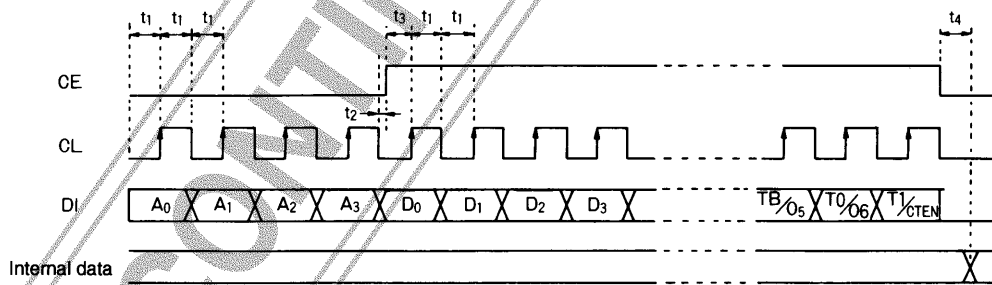 t1 t1 t1 t3 t1 t1 t4
CE
t2
CL
DI A0 A1 A2 A3 D0 D1 D2 D3 TB/O5 T0/O6 T1/CTEN
Internal data